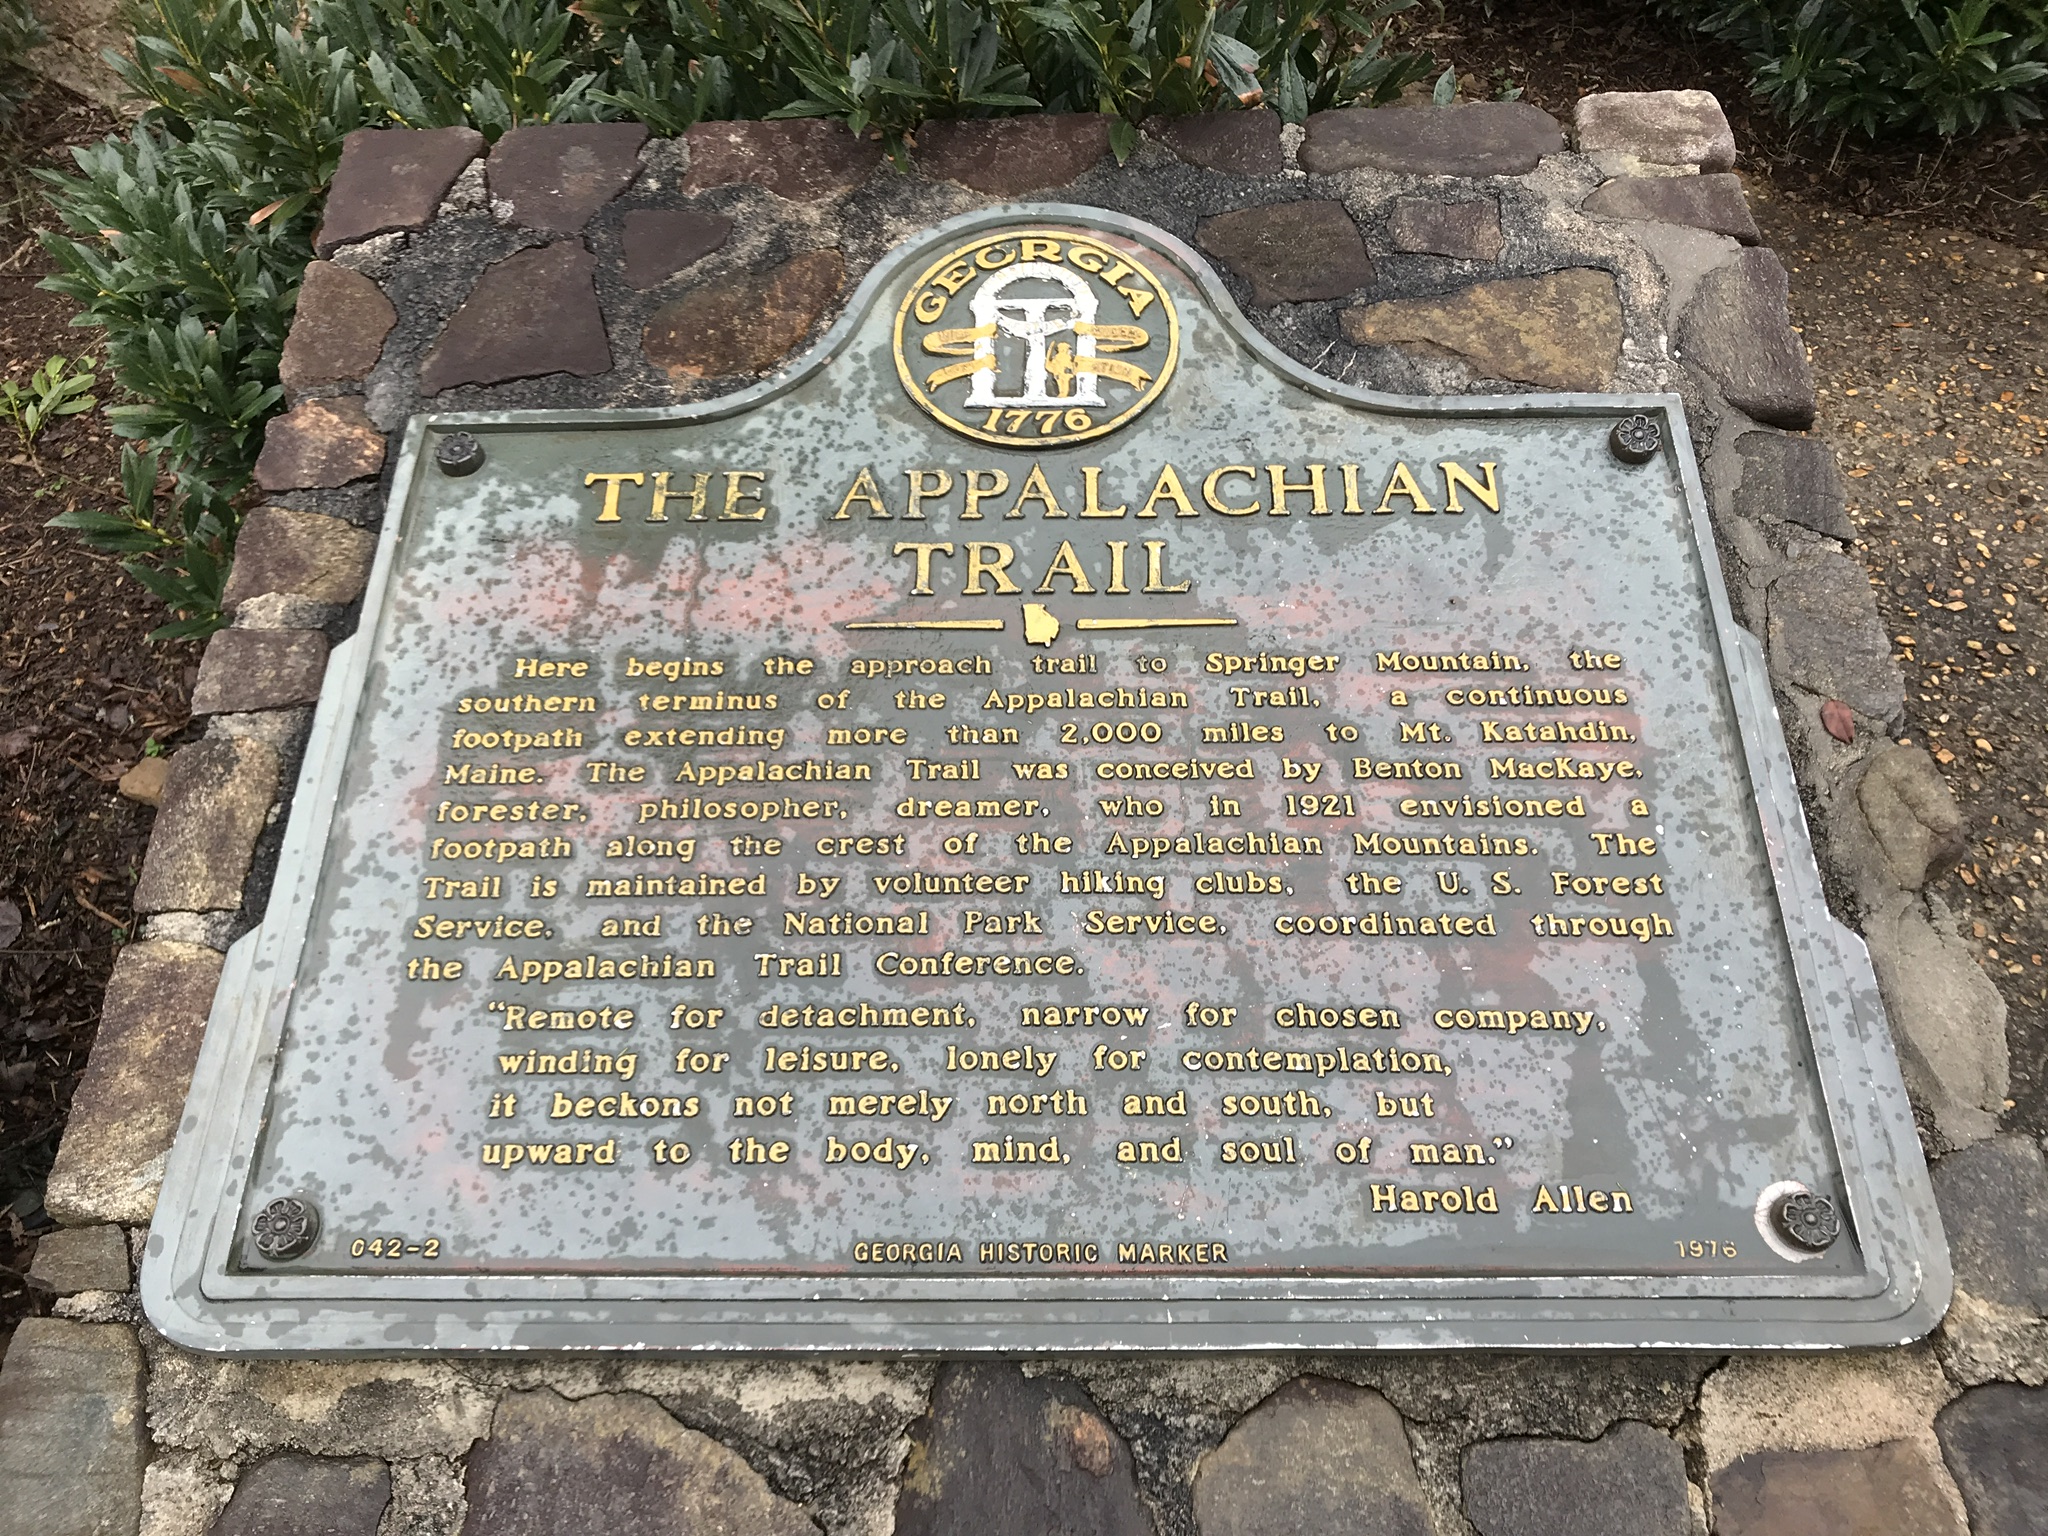 GEORGIA
1776
THE APPALACHIAN
TRAIL
Here begins the approach trail to Springer Mountain, the
southern terminus of the Appalachian Trail, a continuous
footpath extending more than 2,000 miles to Mt. Katahdin,
Maine. The Appalachian Trail was conceived by Benton MacKaye,
forester, philosopher, dreamer, who in 1921 envisioned a
footpath along the crest of the Appalachian Mountains. The
Trail is maintained by volunteer hiking clubs, the U. S. Forest
Service, and the National Park Service, coordinated through
the Appalachian Trail Conference.
“Remote for detachment, narrow for chosen company,
winding for leisure, lonely for contemplation,
it beckons not merely north and south, but
upward to the body, mind, and soul of man.”
Harold Allen
042-2 GEORGIA HISTORIC MARKER 1976